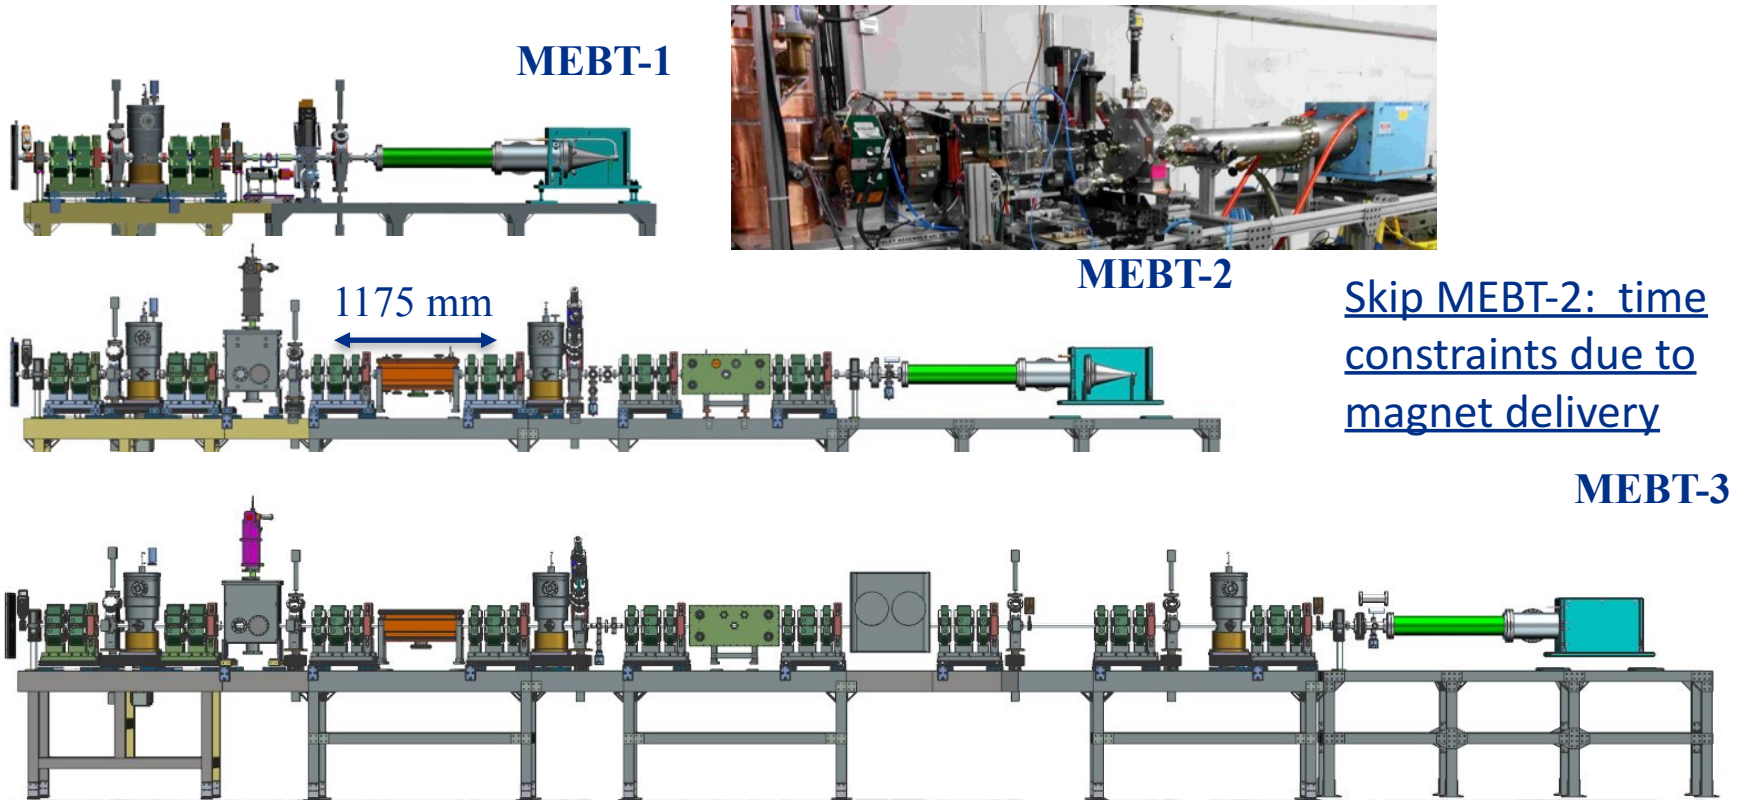 MEBT-1
MEBT-2
1175 mm
Skip MEBT-2:  time
constraints due to
magnet delivery
MEBT-3